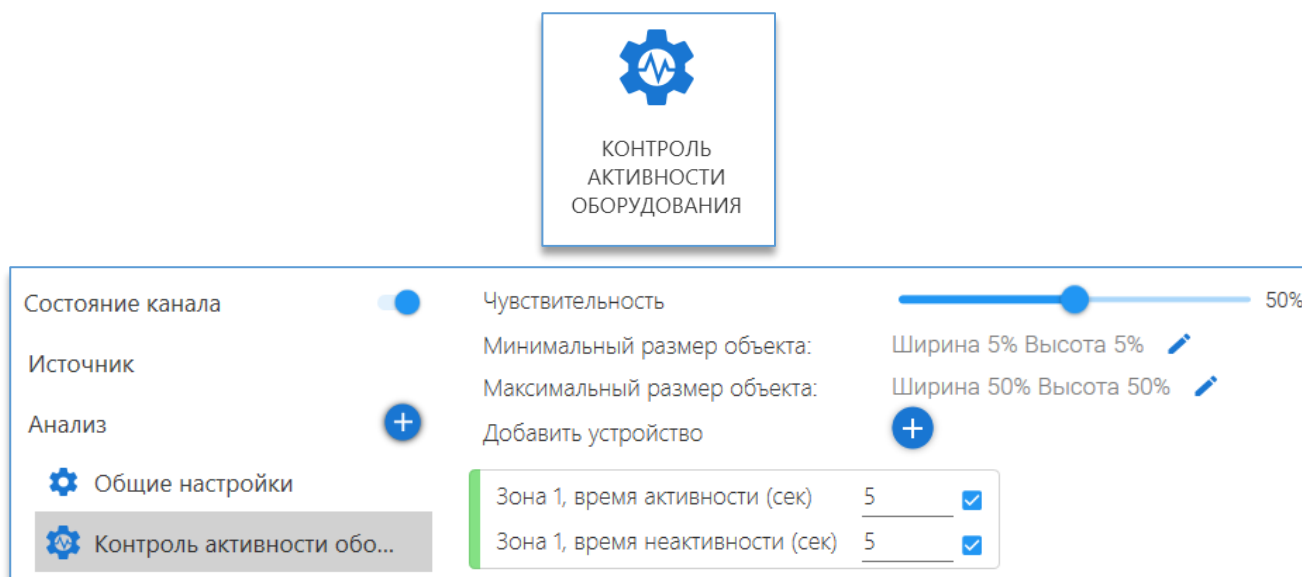 КОНТРОЛЬ
АКТИВНОСТИ
ОБОРУДОВАНИЯ
Состояние канала
Чувствительность 50%
Минимальный размер объекта: Ширина 5% Высота 5%
Источник
Максимальный размер объекта: Ширина 50% Высота 50%
Анализ
Добавить устройство
Общие настройки
Зона 1, время активности (сек) 5
Контроль активности обо...
Зона 1, время неактивности (сек) 5